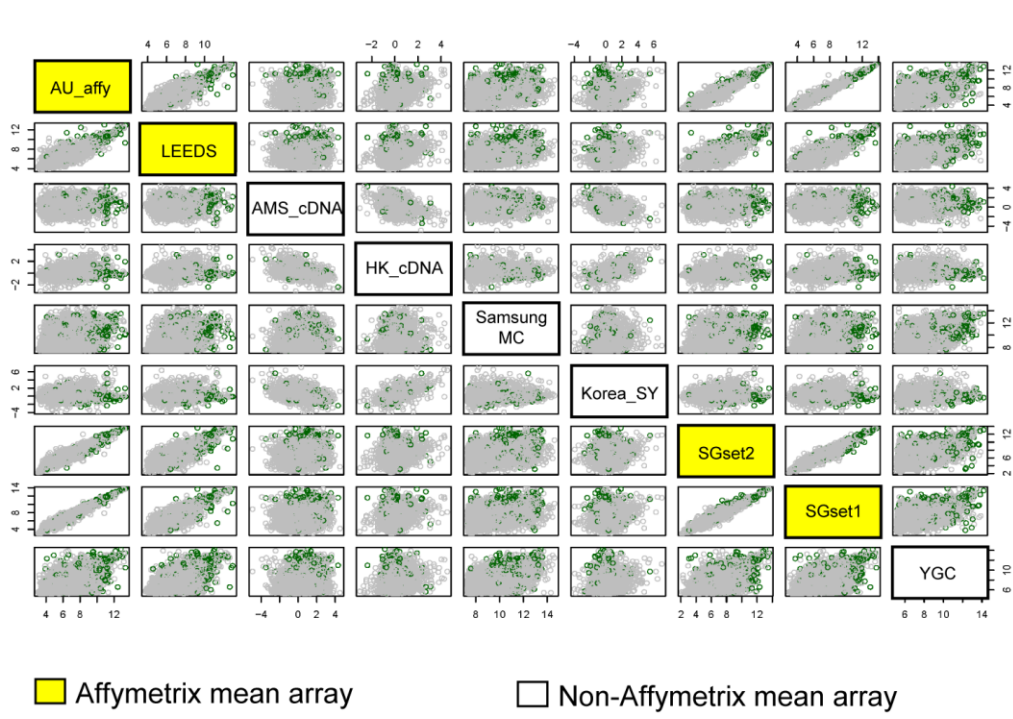 4 6 8 10
−2 0 2 4
−4 0 2 4 6
4 6 8 12
AU_affy
4 8 12
4 8 12
LEEDS
AMS_cDNA
−4 0 4
−2 2
HK_cDNA
Samsung
MC
8 12
−4 2 6
Korea_SY
SGset2
2 6 12
4 8 14
SGset1
YGC
6 10
4 6 8 12
−4 0 2 4
8 10 12 14
2 4 6 8 12
6 8 10 14
Affymetrix mean array
Non-Affymetrix mean array